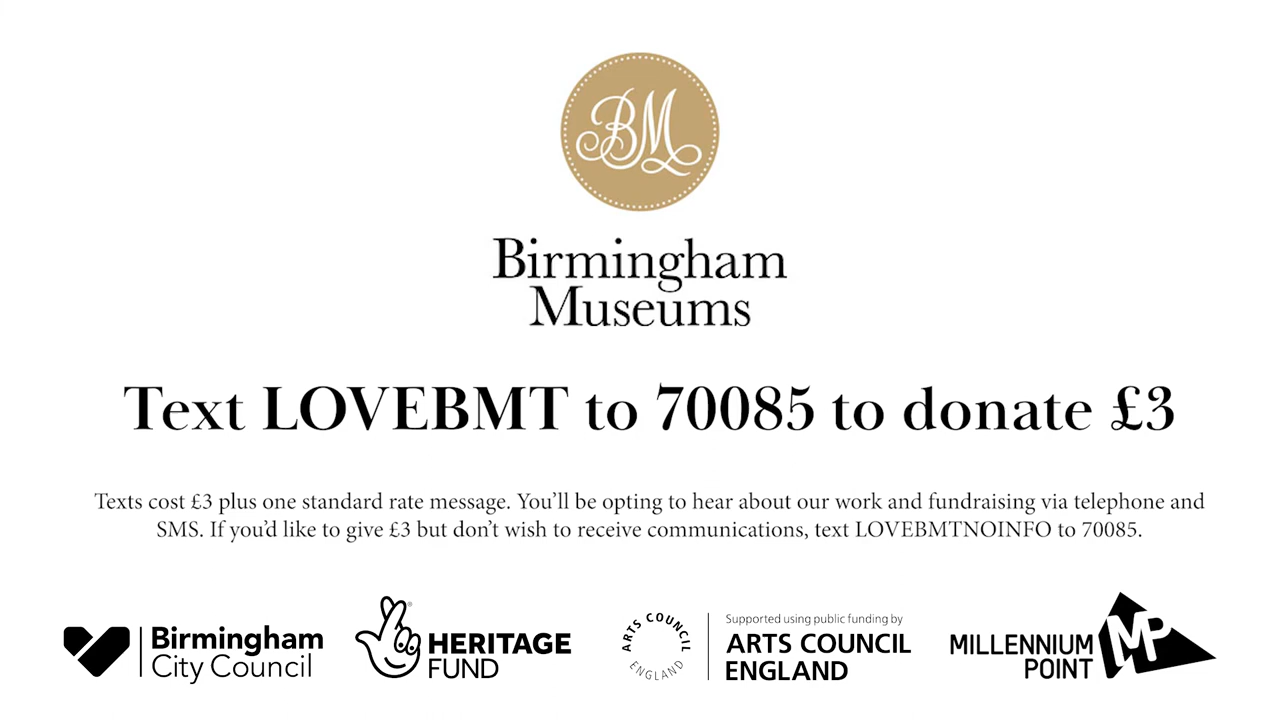 BM
Birmingham
Museums
Text LOVEBMT to 70085 to donate £3
Texts cost £3 plus one standard rate message. You'll be opting to hear about our work and fundraising via telephone and
SMS. If you'd like to give £3 but don't wish to receive communications, text LOVEBMTNOINFO to 70085.
Birmingham
City Council
HERITAGE
FUND
ARTS COUNCIL
ENGLAND
Supported using public funding by
ARTS COUNCIL
ENGLAND
MILLENNIUM
POINT
MP